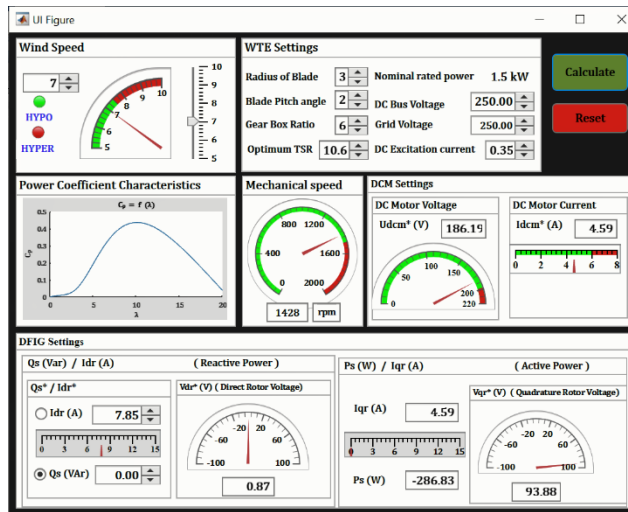 UI Figure
Wind Speed
7
HYPO
HYPER
5 6 7 8 9 10
10
9
8
7
6
5
WTE Settings
Radius of Blade 3 Nominal rated power 1.5 kW
Blade Pitch angle 2 DC Bus Voltage 250.00
Gear Box Ratio 6 Grid Voltage 250.00
Optimum TSR 10.6 DC Excitation current 0.35
Calculate
Reset
Power Coefficient Characteristics
Cₚ = f (λ)
Cₚ
0.5
0.4
0.3
0.2
0.1
0
0 5 10 15 20
λ
Mechanical speed
0 400 800 1200 1600 2000
1428 rpm
DCM Settings
DC Motor Voltage
Udcm* (V) 186.19
0 50 100 150 200 220
DC Motor Current
Idcm* (A) 4.59
0 2 4 6 8
DFIG Settings
Qs (Var) / Idr (A) ( Reactive Power )
Qs* / Idr*
Idr (A) 7.85
0 3 6 9 12 15
Qs (VAr) 0.00
Vdr* (V) ( Direct Rotor Voltage)
-100 -60 -20 20 60 100
0.87
Ps (W) / Iqr (A) ( Active Power )
Iqr (A) 4.59
0 3 6 9 12 15
Ps (W) -286.83
Vqr* (V) ( Quadrature Rotor Voltage)
-100 -60 -20 20 60 100
93.88